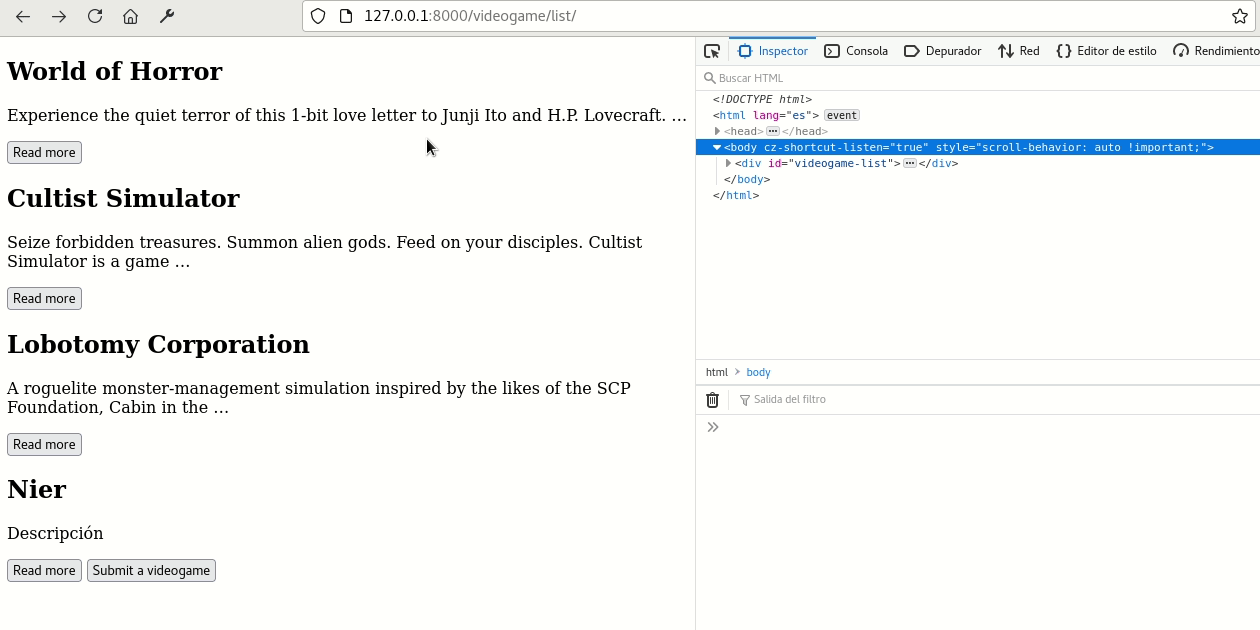 127.0.0.1:8000/videogame/list/
World of Horror
Experience the quiet terror of this 1-bit love letter to Junji Ito and H.P. Lovecraft. …
Read more
Cultist Simulator
Seize forbidden treasures. Summon alien gods. Feed on your disciples. Cultist
Simulator is a game …
Read more
Lobotomy Corporation
A roguelite monster-management simulation inspired by the likes of the SCP
Foundation, Cabin in the …
Read more
Nier
Descripción
Read more Submit a videogame
Inspector Consola Depurador Red Editor de estilo Rendimiento
Buscar HTML
<!DOCTYPE html>
<html lang="es"> event
<head> ••• </head>
<body cz-shortcut-listen="true" style="scroll-behavior: auto !important;">
<div id="videogame-list"> ••• </div>
</body>
</html>
html > body
Salida del filtro